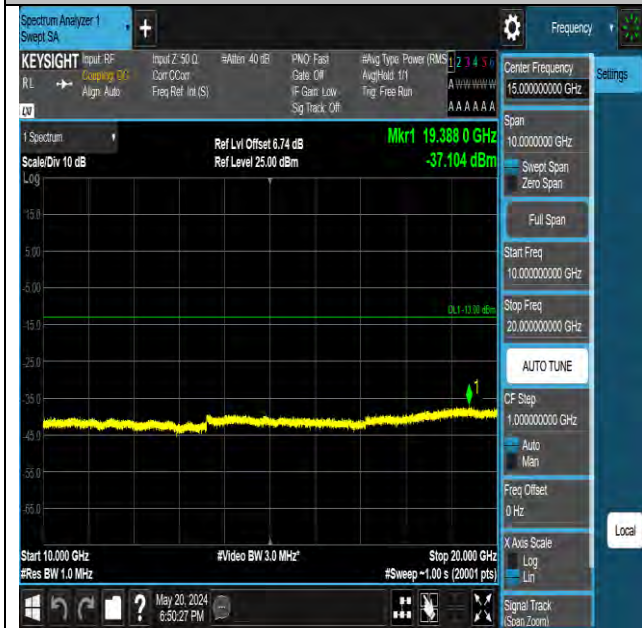 Spectrum Analyzer 1
Swept SA
+
Frequency
KEYSIGHT Input: RF
RL Coupling: DC
Align: Auto
Input Z: 50 Ω
Corr CCorr
Freq Ref: Int (S)
#Atten: 40 dB
PNO: Fast
Gate: Off
IF Gain: Low
Sig Track: Off
#Avg Type: Power (RMS
Avg|Hold: 1/1
Trig: Free Run
1 2 3 4 5 6
A W W W W W
A A A A A A
1 Spectrum
Scale/Div 10 dB
Log
Ref Lvl Offset 6.74 dB
Ref Level 25.00 dBm
Mkr1 19.388 0 GHz
-37.104 dBm
15.0
5.00
-5.00
-15.0
-25.0
-35.0
-45.0
-55.0
-65.0
DL1 -13.00 dBm
1
Start 10.000 GHz
#Res BW 1.0 MHz
#Video BW 3.0 MHz*
Stop 20.000 GHz
#Sweep ~1.00 s (20001 pts)
Center Frequency
15.000000000 GHz
Settings
Span
10.0000000 GHz
Swept Span
Zero Span
Full Span
Start Freq
10.000000000 GHz
Stop Freq
20.000000000 GHz
AUTO TUNE
CF Step
1.000000000 GHz
Auto
Man
Freq Offset
0 Hz
X Axis Scale
Log
Lin
Local
Signal Track
(Span Zoom)
?
May 20, 2024
6:50:27 PM